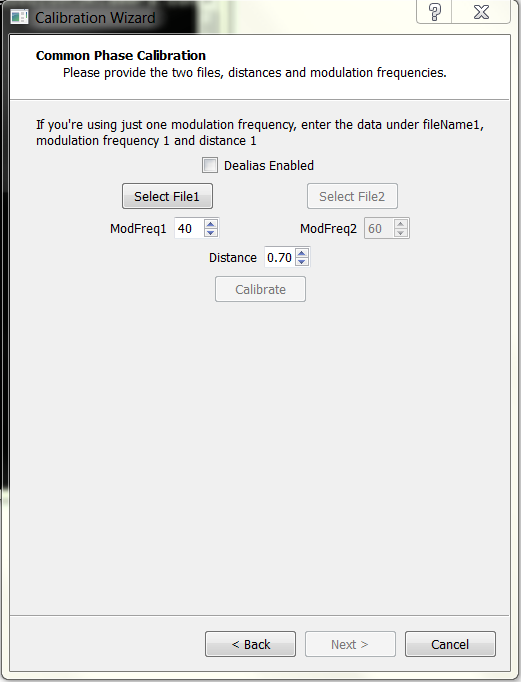 Calibration Wizard
Common Phase Calibration
Please provide the two files, distances and modulation frequencies.
If you're using just one modulation frequency, enter the data under fileName1,
modulation frequency 1 and distance 1
Dealias Enabled
Select File1 Select File2
ModFreq1 40 ModFreq2 60
Distance 0.70
Calibrate
< Back Next > Cancel